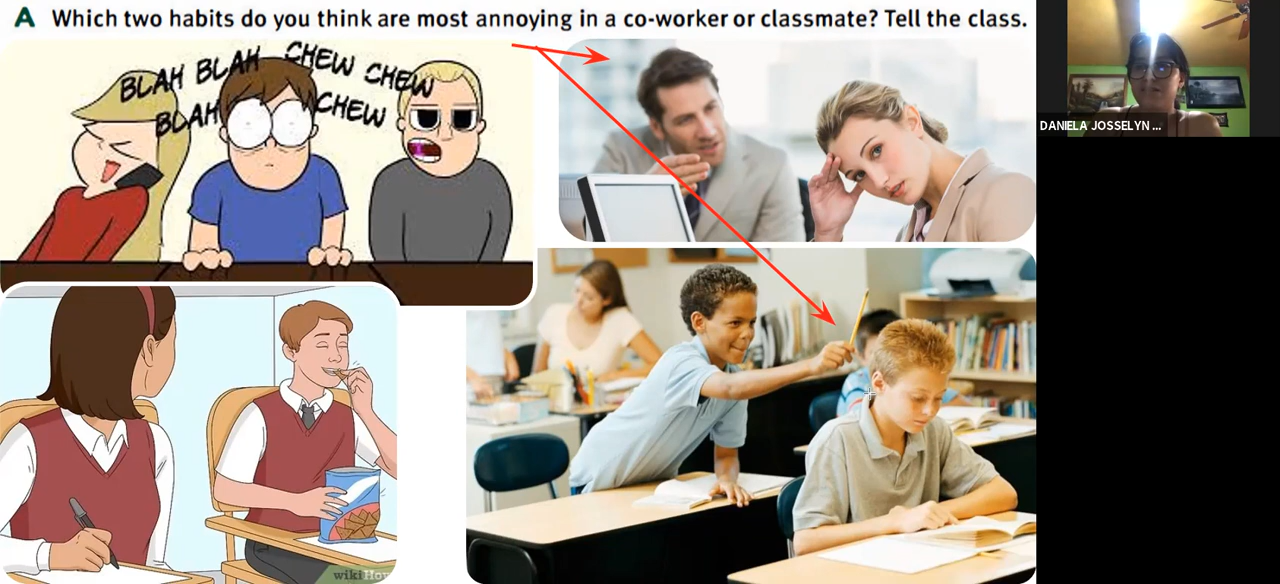 A Which two habits do you think are most annoying in a co-worker or classmate? Tell the class.
BLAH BLAH CHEW CHEW
BLAH CHEW
DANIELA JOSSELYN ...
wikiHow